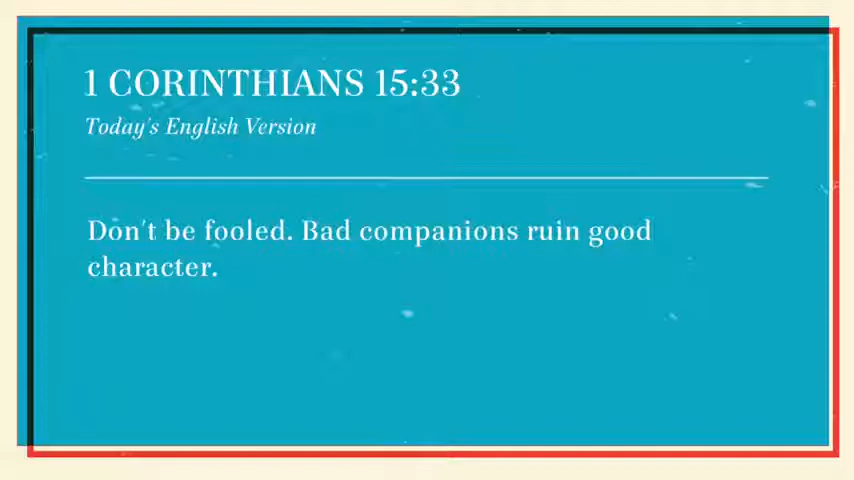 1 CORINTHIANS 15:33
Today's English Version
Don't be fooled. Bad companions ruin good
character.